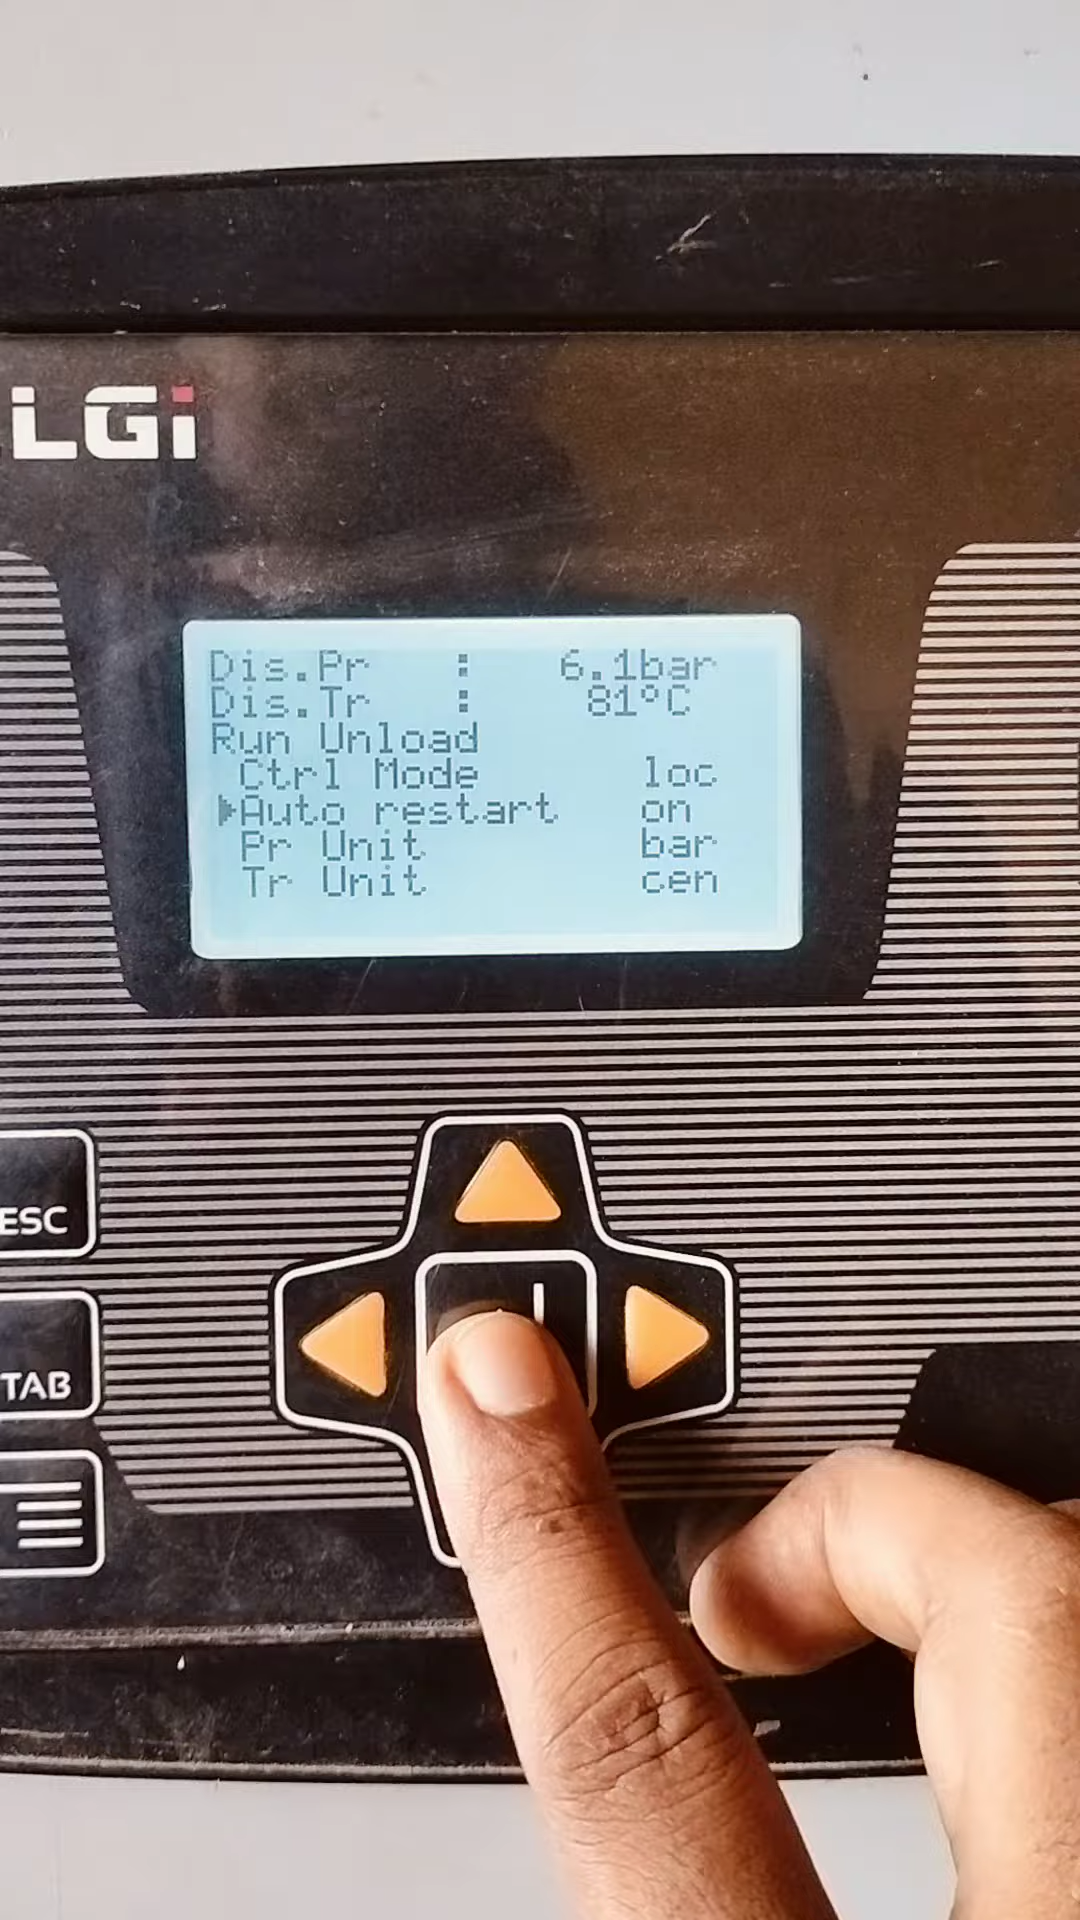 LGi
Dis.Pr : 6.1bar
Dis.Tr : 81°C
Run Unload
Ctrl Mode loc
▶Auto restart on
Pr Unit bar
Tr Unit cen
ESC
TAB